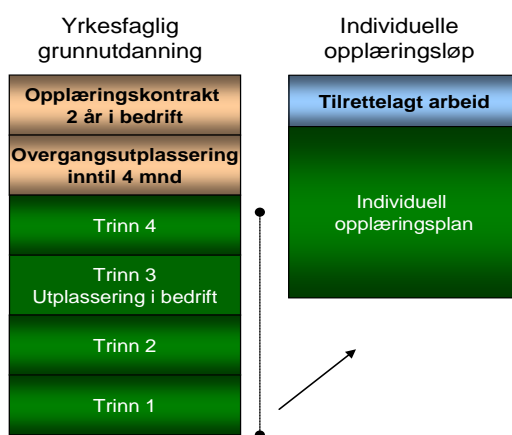 Yrkesfaglig
grunnutdanning
Opplæringskontrakt
2 år i bedrift
Overgangsutplassering
inntil 4 mnd
Trinn 4
Trinn 3
Utplassering i bedrift
Trinn 2
Trinn 1
Individuelle
opplæringsløp
Tilrettelagt arbeid
Individuell
opplæringsplan